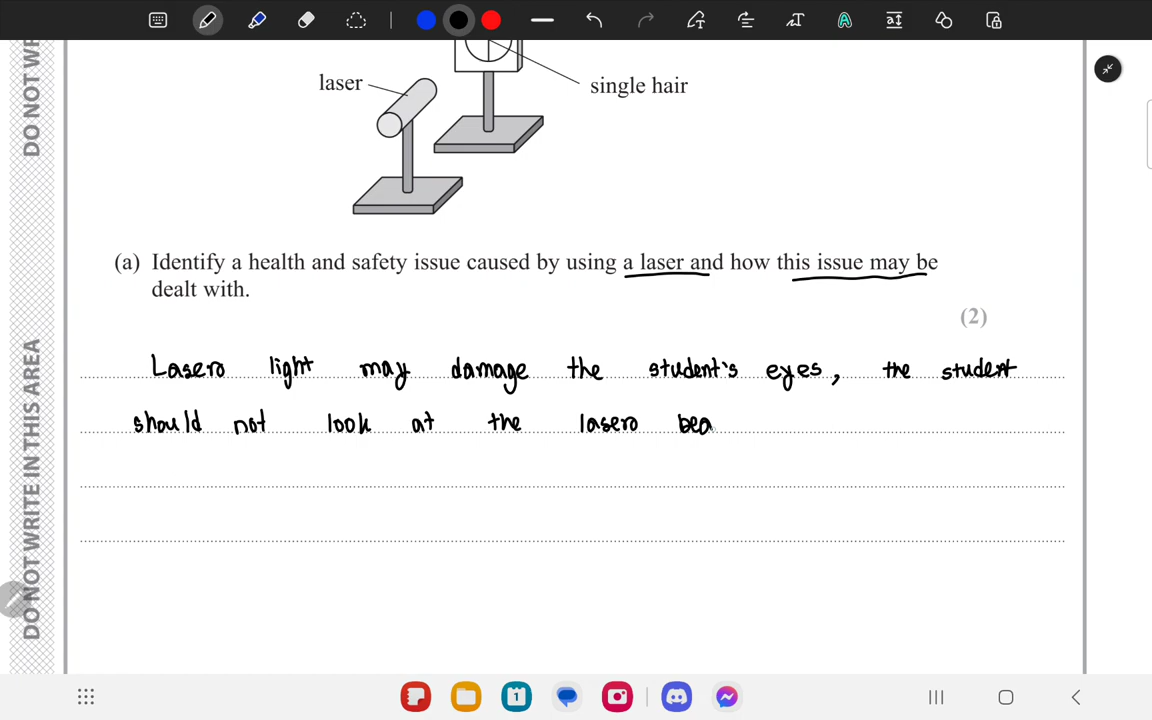 DO NOT WRITE IN THIS AREA
DO NOT W
laser
single hair
(a) Identify a health and safety issue caused by using a laser and how this issue may be
dealt with.
(2)
Laser light may damage the student's eyes, the student
should not look at the laser bea